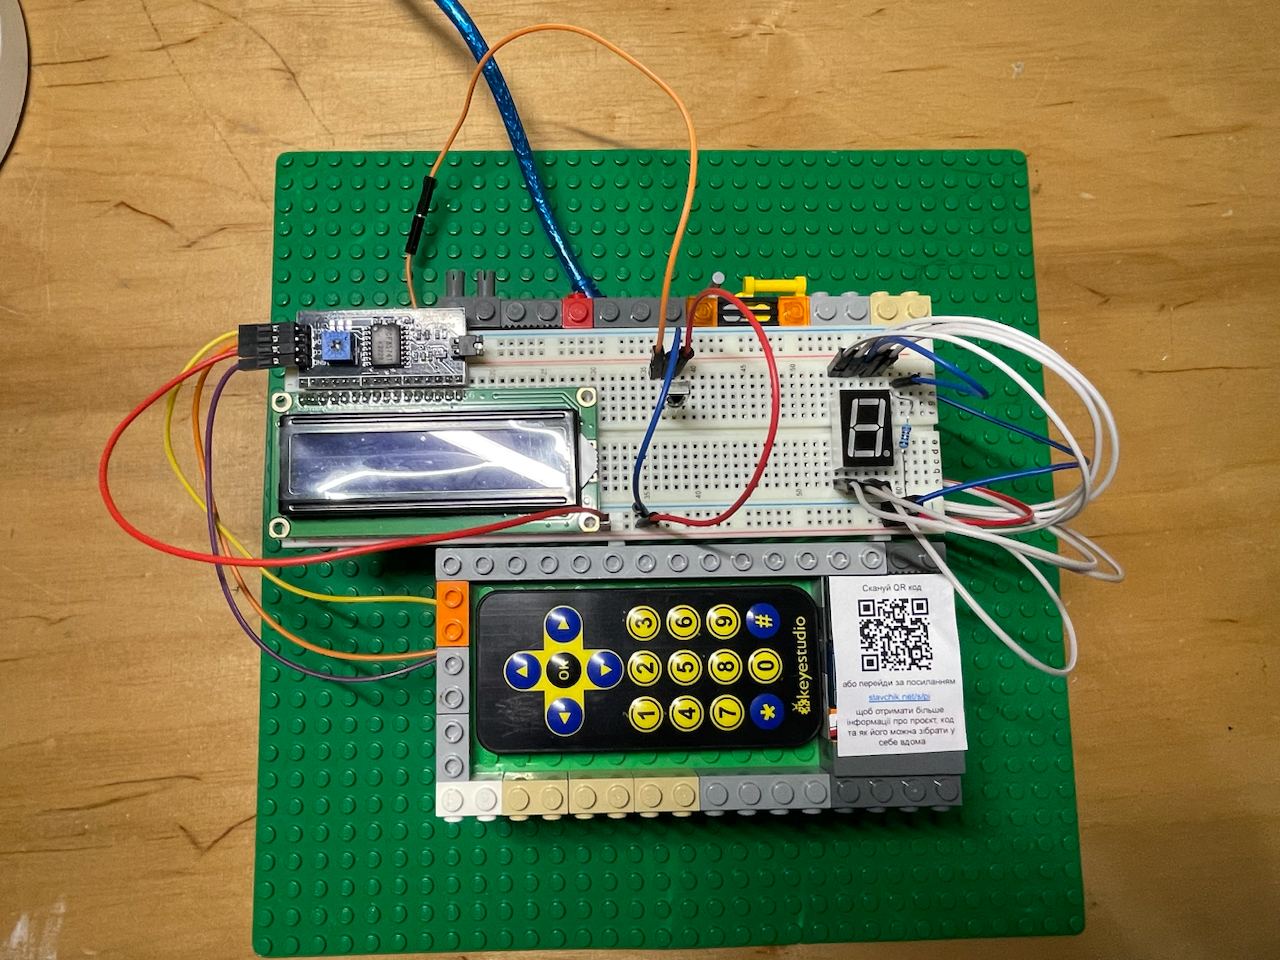 Скануй QR код
або перейди за посиланням
slavchik.net/s/pi
щоб отримати більше
інформації про проєкт, код
та як його можна зібрати у
себе вдома
OK
3 6 9 #
2 5 8 0
1 4 7 *
keyestudio